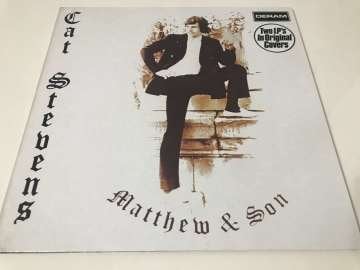 DERAM
Two LP's
In Original
Covers
Cat Stevens
Matthew & Son